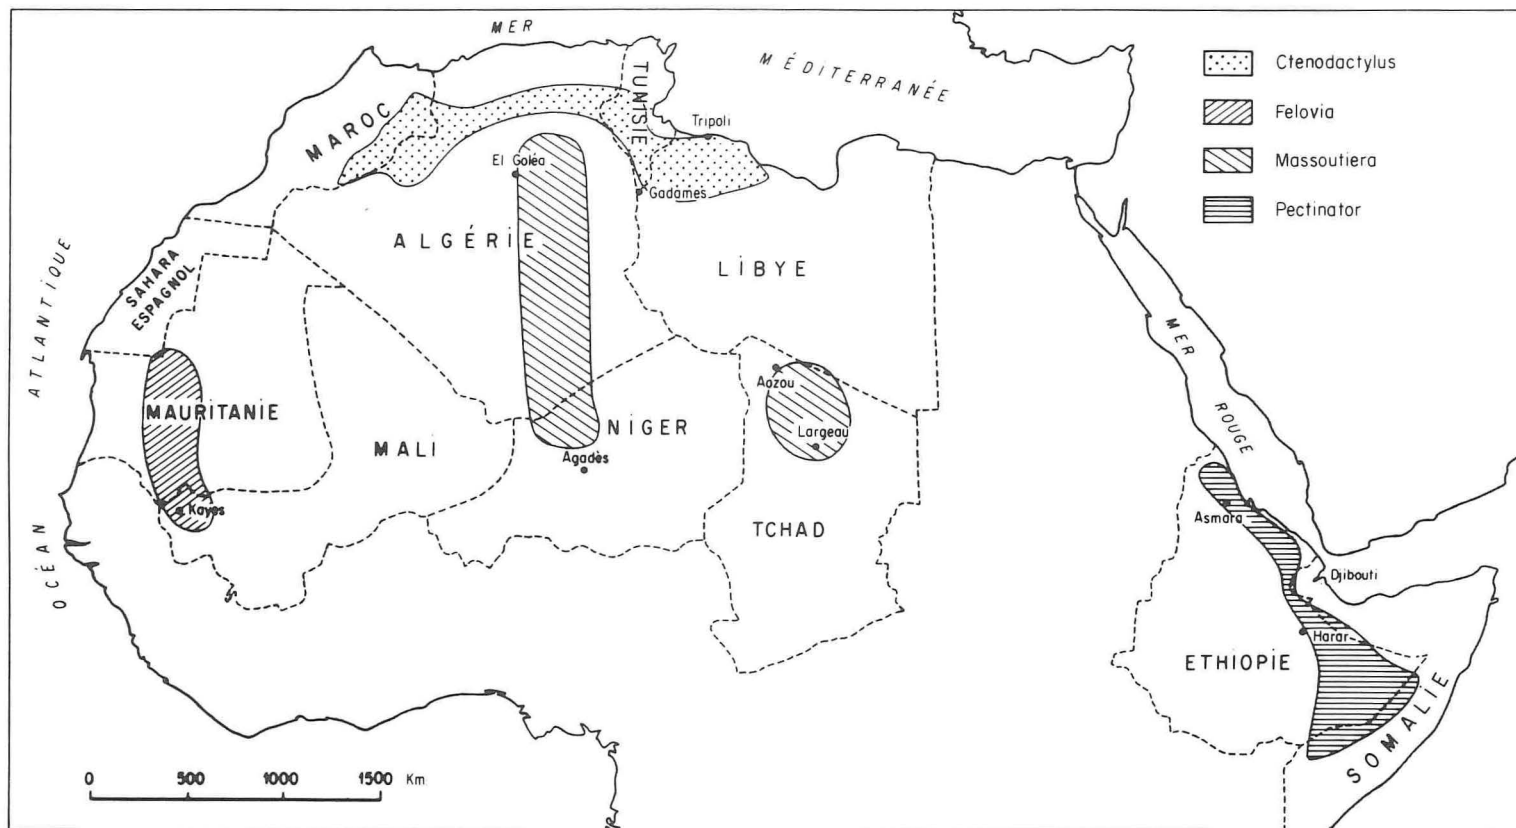 MER
MÉDITERRANÉE
Ctenodactylus
Felovia
Massoutiera
Pectinator
TUNISIE
MAROC
Tripoli
El Goléa
Gadamès
ALGÉRIE
LIBYE
SAHARA
ESPAGNOL
ATLANTIQUE
OCÉAN
MER
ROUGE
MAURITANIE
MALI
NIGER
Aozou
Largeau
Agadès
Kayes
TCHAD
Asmara
Djibouti
Harar
ETHIOPIE
SOMALIE
0 500 1000 1500 Km